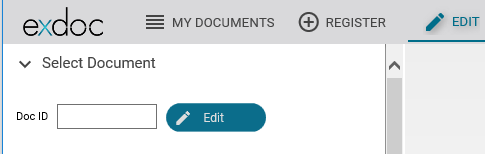 exdoc MY DOCUMENTS REGISTER EDIT
Select Document
Doc ID Edit